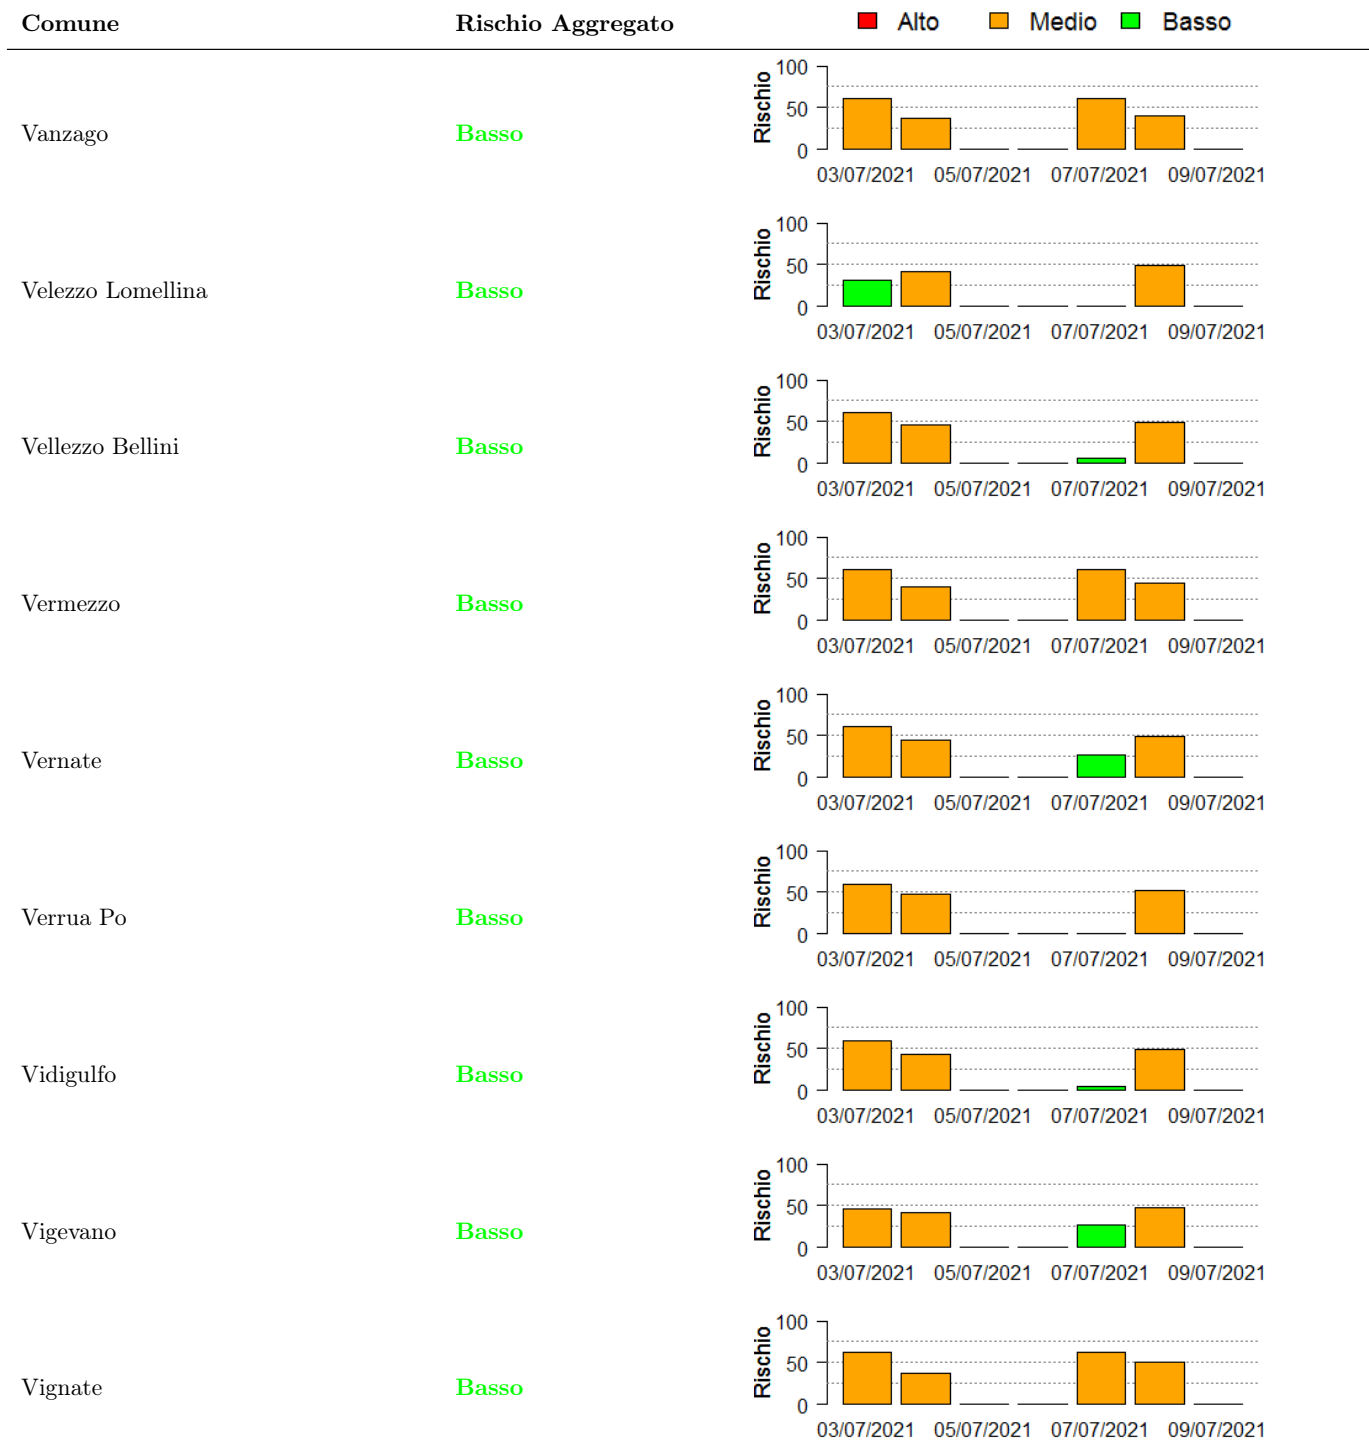 Comune Rischio Aggregato Alto Medio Basso
100
50
0
Rischio
Vanzago Basso
03/07/2021 05/07/2021 07/07/2021 09/07/2021
100
50
0
Rischio
Velezzo Lomellina Basso
03/07/2021 05/07/2021 07/07/2021 09/07/2021
100
50
0
Rischio
Vellezzo Bellini Basso
03/07/2021 05/07/2021 07/07/2021 09/07/2021
100
50
0
Rischio
Vermezzo Basso
03/07/2021 05/07/2021 07/07/2021 09/07/2021
100
50
0
Rischio
Vernate Basso
03/07/2021 05/07/2021 07/07/2021 09/07/2021
100
50
0
Rischio
Verrua Po Basso
03/07/2021 05/07/2021 07/07/2021 09/07/2021
100
50
0
Rischio
Vidigulfo Basso
03/07/2021 05/07/2021 07/07/2021 09/07/2021
100
50
0
Rischio
Vigevano Basso
03/07/2021 05/07/2021 07/07/2021 09/07/2021
100
50
0
Rischio
Vignate Basso
03/07/2021 05/07/2021 07/07/2021 09/07/2021